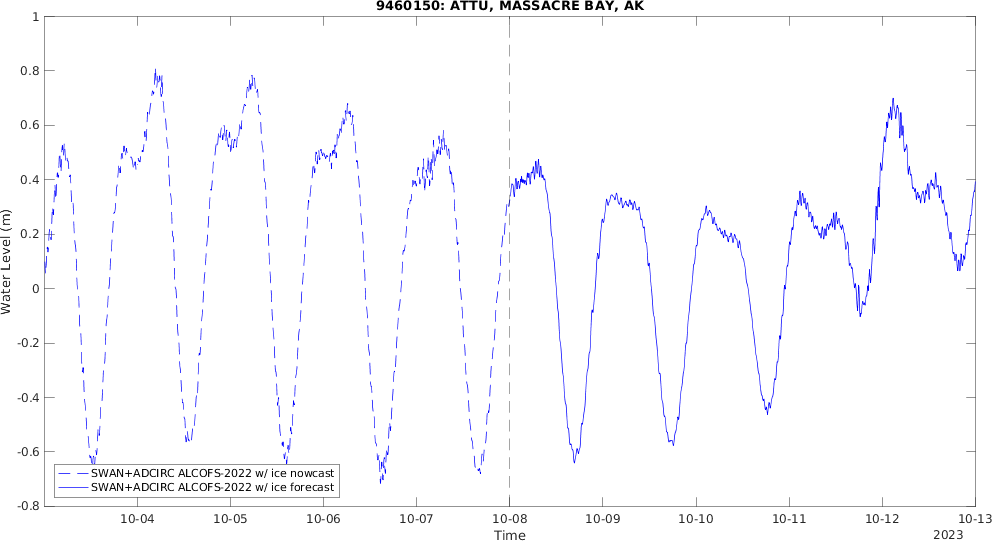 9460150: ATTU, MASSACRE BAY, AK
Water Level (m)
1
0.8
0.6
0.4
0.2
0
-0.2
-0.4
-0.6
-0.8
SWAN+ADCIRC ALCOFS-2022 w/ ice nowcast
SWAN+ADCIRC ALCOFS-2022 w/ ice forecast
10-04 10-05 10-06 10-07 10-08 10-09 10-10 10-11 10-12 10-13
Time
2023